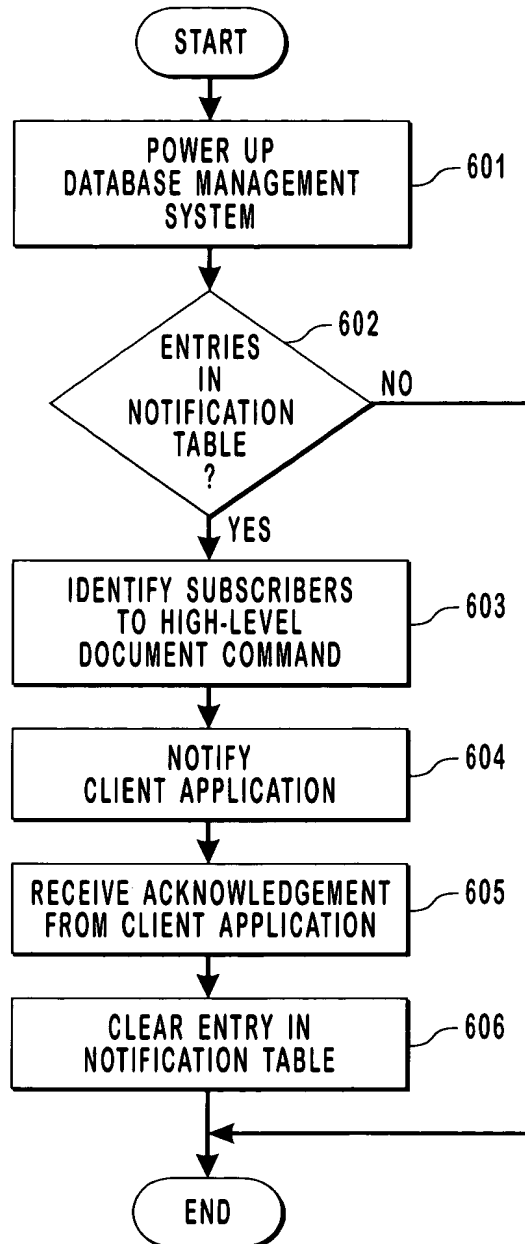 START
POWER UP
DATABASE MANAGEMENT
SYSTEM
601
602
ENTRIES
IN
NOTIFICATION
TABLE
?
NO
YES
IDENTIFY SUBSCRIBERS
TO HIGH-LEVEL
DOCUMENT COMMAND
603
NOTIFY
CLIENT APPLICATION
604
RECEIVE ACKNOWLEDGEMENT
FROM CLIENT APPLICATION
605
CLEAR ENTRY IN
NOTIFICATION TABLE
606
END